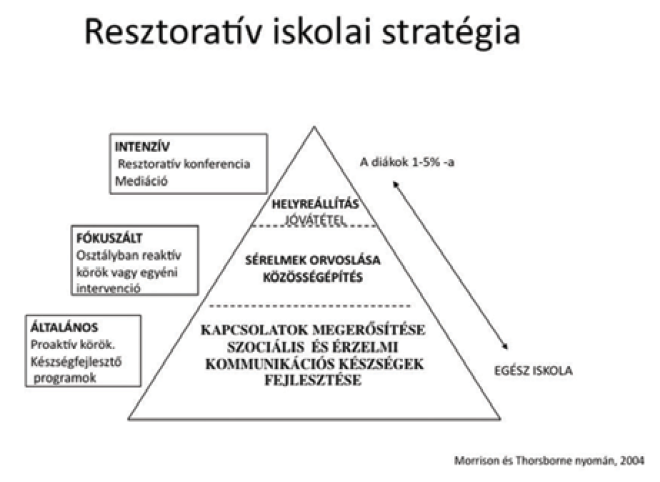 Resztoratív iskolai stratégia
INTENZÍV
Resztoratív konferencia
Mediáció
A diákok 1-5% -a
HELYREÁLLÍTÁS
JÓVÁTÉTEL
FÓKUSZÁLT
Osztályban reaktív
körök vagy egyéni
intervenció
SÉRELMEK ORVOSLÁSA
KÖZÖSSÉGÉPÍTÉS
ÁLTALÁNOS
Proaktív körök.
Készségfejlesztő
programok
KAPCSOLATOK MEGERŐSÍTÉSE
SZOCIÁLIS ÉS ÉRZELMI
KOMMUNIKÁCIÓS KÉSZSÉGEK
FEJLESZTÉSE
EGÉSZ ISKOLA
Morrison és Thorsborne nyomán, 2004